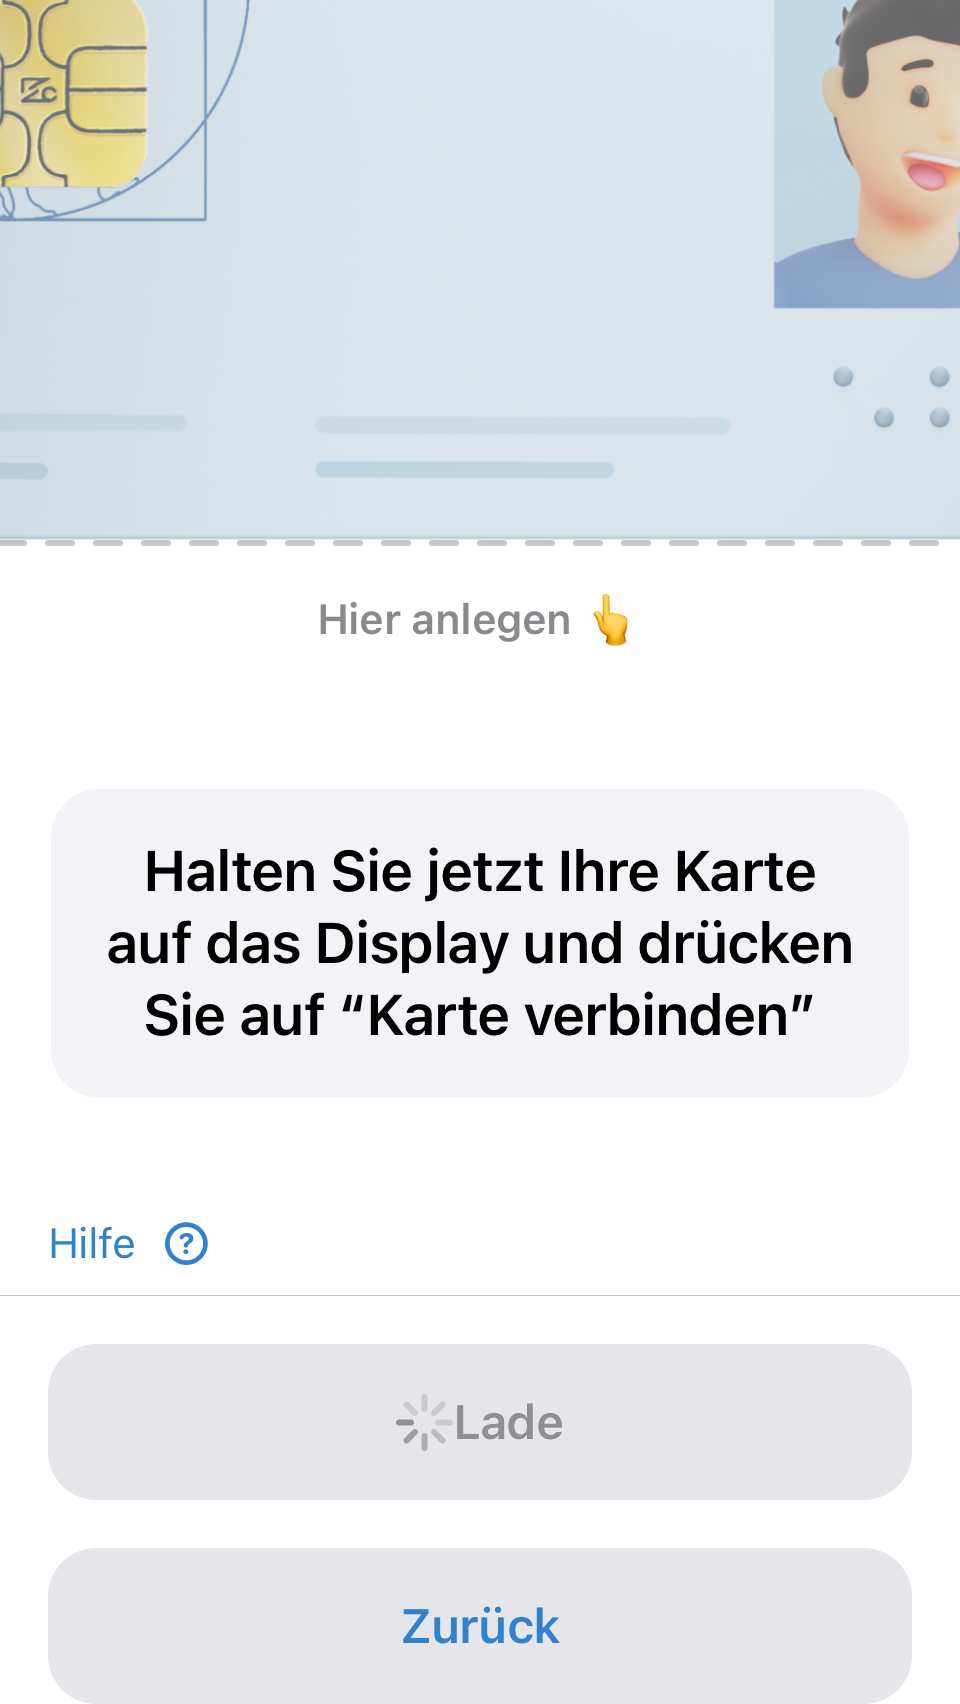 Hier anlegen 👆
Halten Sie jetzt Ihre Karte
auf das Display und drücken
Sie auf “Karte verbinden”
Hilfe ?
Lade
Zurück